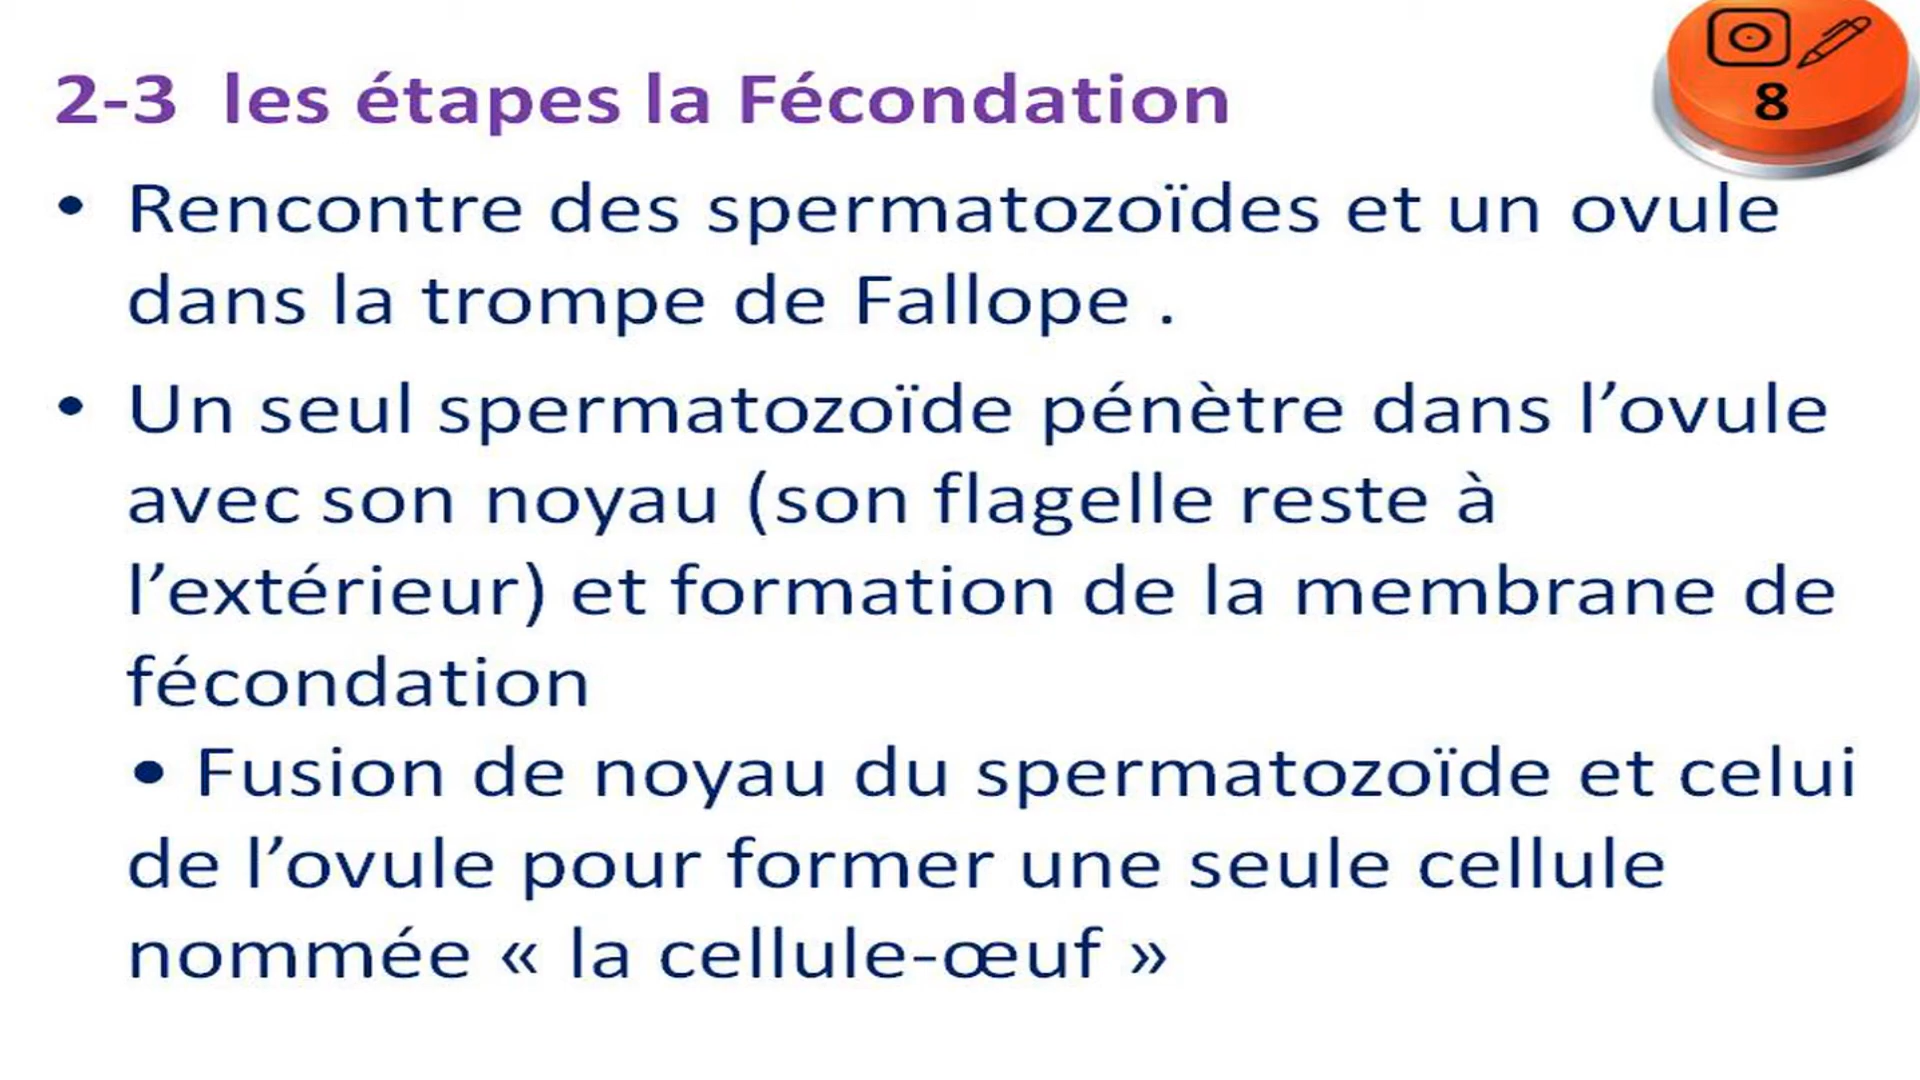 2-3 les étapes la Fécondation
8
• Rencontre des spermatozoïdes et un ovule
dans la trompe de Fallope .
• Un seul spermatozoïde pénètre dans l’ovule
avec son noyau (son flagelle reste à
l’extérieur) et formation de la membrane de
fécondation
• Fusion de noyau du spermatozoïde et celui
de l’ovule pour former une seule cellule
nommée « la cellule-œuf »